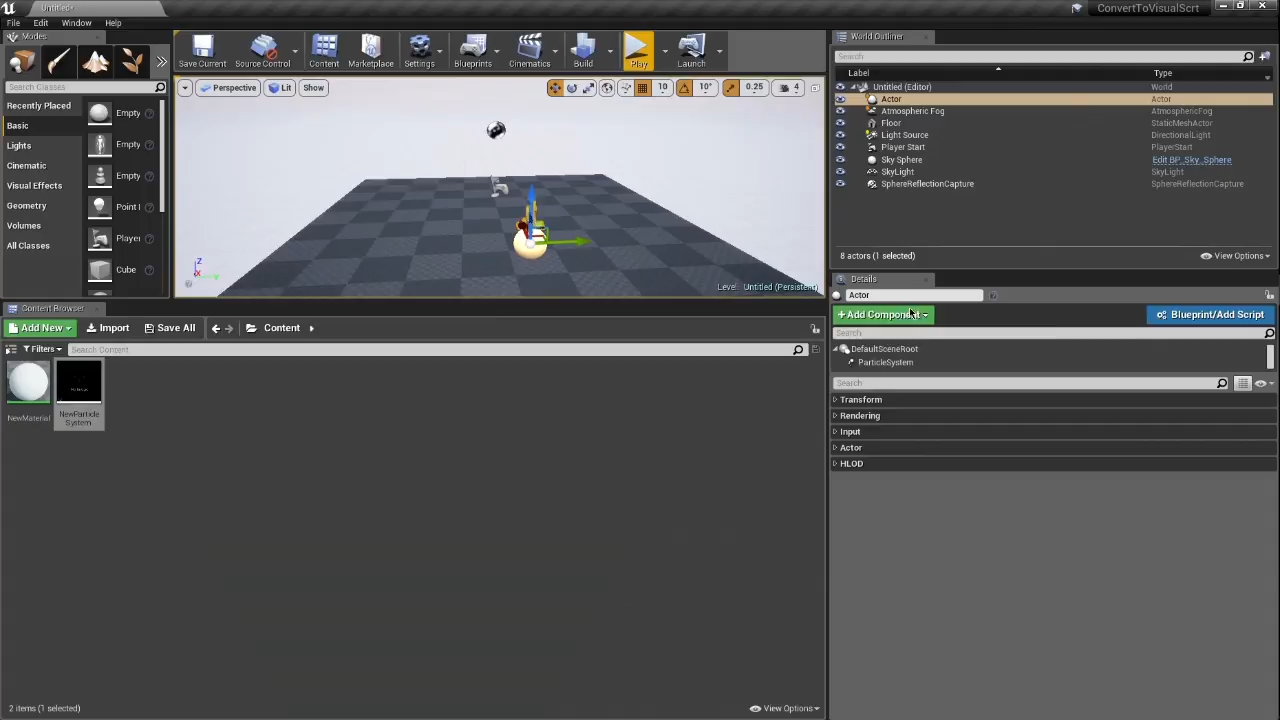 Untitled*
ConvertToVisualScrt
File Edit Window Help
Modes
Search Classes
Recently Placed
Basic
Lights
Cinematic
Visual Effects
Geometry
Volumes
All Classes
Empty
Empty
Empty
Point l
Player
Cube
Save Current
Source Control
Content
Marketplace
Settings
Blueprints
Cinematics
Build
Play
Launch
Perspective
Lit
Show
10
10°
0.25
4
Z
X
Level: Untitled (Persistent)
World Outliner
Search
Label Type
Untitled (Editor) World
Actor Actor
Atmospheric Fog AtmosphericFog
Floor StaticMeshActor
Light Source DirectionalLight
Player Start PlayerStart
Sky Sphere Edit BP_Sky_Sphere
SkyLight SkyLight
SphereReflectionCapture SphereReflectionCapture
8 actors (1 selected)
View Options
Details
Actor
+Add Component
Blueprint/Add Script
Search
DefaultSceneRoot
ParticleSystem
Search
Transform
Rendering
Input
Actor
HLOD
Content Browser
Add New
Import
Save All
Content
Filters
Search Content
NewMaterial
NewParticle
System
2 items (1 selected)
View Options